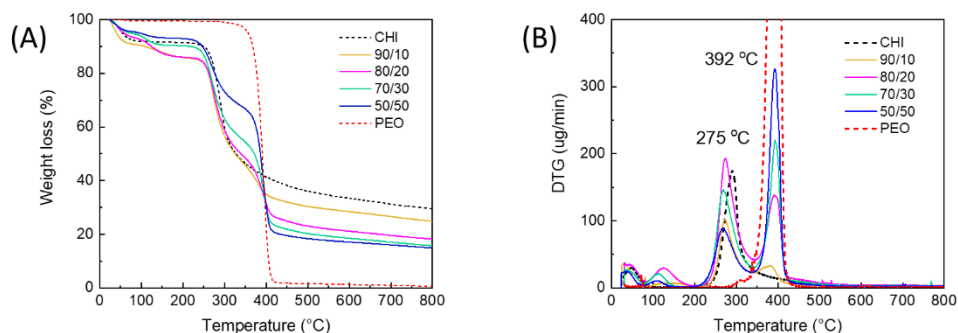 (A)
100
80
60
40
20
0
Weight loss (%)
0 100 200 300 400 500 600 700 800
Temperature (°C)
CHI
90/10
80/20
70/30
50/50
PEO
(B)
400
300
200
100
0
DTG (ug/min)
0 100 200 300 400 500 600 700 800
Temperature (°C)
392 ºC
275 ºC
CHI
90/10
80/20
70/30
50/50
PEO